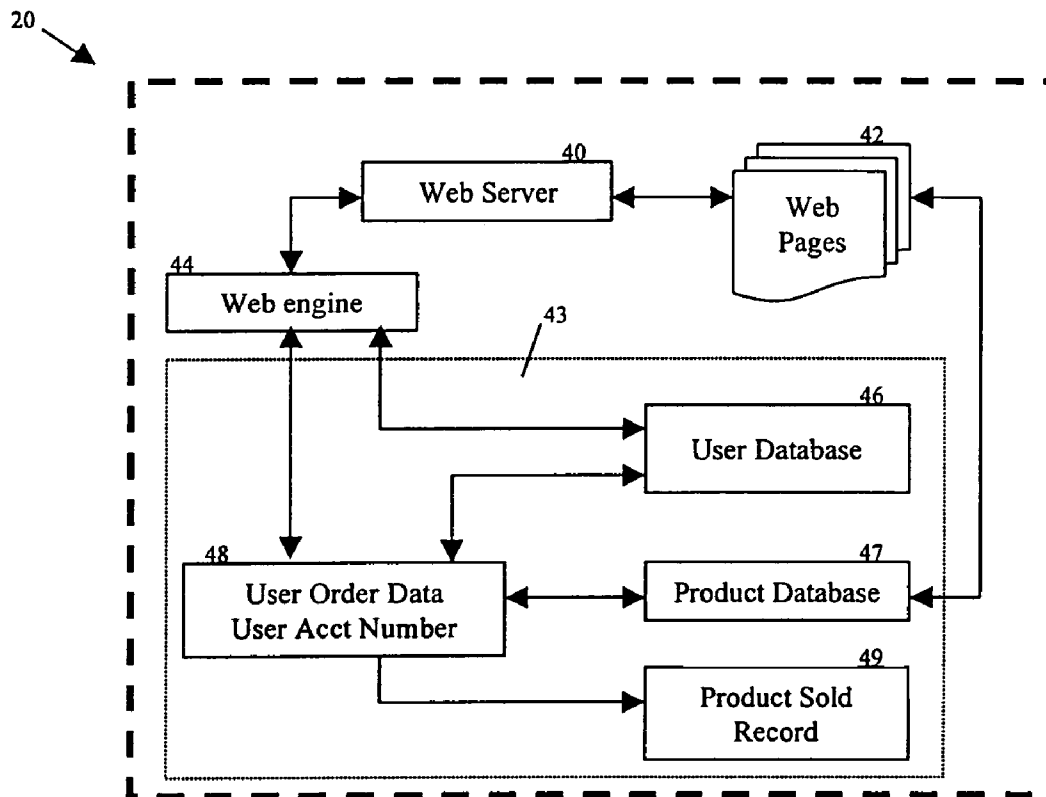 20
40
Web Server
42
Web
Pages
44
Web engine
43
46
User Database
48
User Order Data
User Acct Number
47
Product Database
49
Product Sold
Record